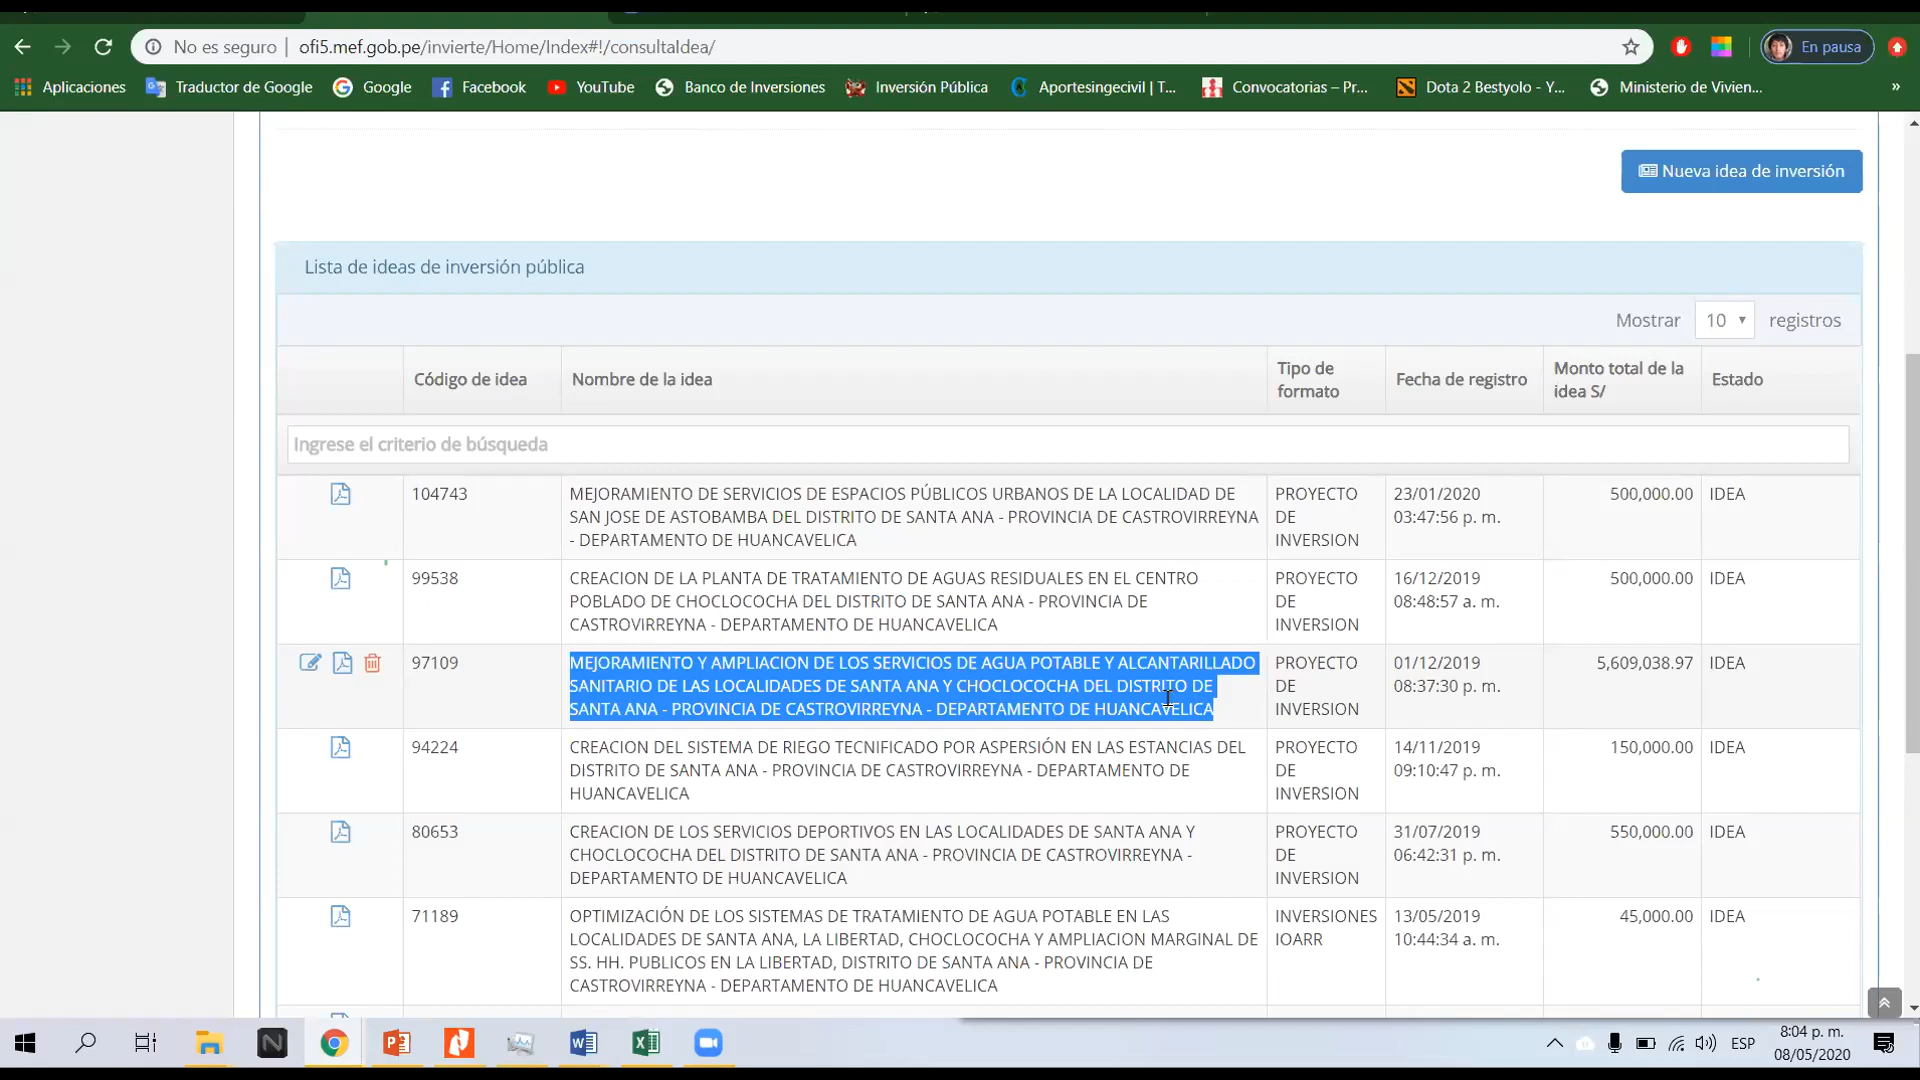 No es seguro | ofi5.mef.gob.pe/invierte/Home/Index#!/consultaIdea/
En pausa
Aplicaciones Traductor de Google Google Facebook YouTube Banco de Inversiones Inversión Pública Aportesingecivil | T... Convocatorias – Pr... Dota 2 Bestyolo - Y... Ministerio de Vivien... »
Nueva idea de inversión
Lista de ideas de inversión pública
Mostrar 10 registros
Código de idea Nombre de la idea Tipo de formato Fecha de registro Monto total de la idea S/ Estado
Ingrese el criterio de búsqueda
104743 MEJORAMIENTO DE SERVICIOS DE ESPACIOS PÚBLICOS URBANOS DE LA LOCALIDAD DE PROYECTO 23/01/2020 500,000.00 IDEA
SAN JOSE DE ASTOBAMBA DEL DISTRITO DE SANTA ANA - PROVINCIA DE CASTROVIRREYNA DE 03:47:56 p. m.
- DEPARTAMENTO DE HUANCAVELICA INVERSION
99538 CREACION DE LA PLANTA DE TRATAMIENTO DE AGUAS RESIDUALES EN EL CENTRO PROYECTO 16/12/2019 500,000.00 IDEA
POBLADO DE CHOCLOCOCHA DEL DISTRITO DE SANTA ANA - PROVINCIA DE DE 08:48:57 a. m.
CASTROVIRREYNA - DEPARTAMENTO DE HUANCAVELICA INVERSION
97109 MEJORAMIENTO Y AMPLIACION DE LOS SERVICIOS DE AGUA POTABLE Y ALCANTARILLADO PROYECTO 01/12/2019 5,609,038.97 IDEA
SANITARIO DE LAS LOCALIDADES DE SANTA ANA Y CHOCLOCOCHA DEL DISTRITO DE DE 08:37:30 p. m.
SANTA ANA - PROVINCIA DE CASTROVIRREYNA - DEPARTAMENTO DE HUANCAVELICA INVERSION
94224 CREACION DEL SISTEMA DE RIEGO TECNIFICADO POR ASPERSIÓN EN LAS ESTANCIAS DEL PROYECTO 14/11/2019 150,000.00 IDEA
DISTRITO DE SANTA ANA - PROVINCIA DE CASTROVIRREYNA - DEPARTAMENTO DE DE 09:10:47 p. m.
HUANCAVELICA INVERSION
80653 CREACION DE LOS SERVICIOS DEPORTIVOS EN LAS LOCALIDADES DE SANTA ANA Y PROYECTO 31/07/2019 550,000.00 IDEA
CHOCLOCOCHA DEL DISTRITO DE SANTA ANA - PROVINCIA DE CASTROVIRREYNA - DE 06:42:31 p. m.
DEPARTAMENTO DE HUANCAVELICA INVERSION
71189 OPTIMIZACIÓN DE LOS SISTEMAS DE TRATAMIENTO DE AGUA POTABLE EN LAS INVERSIONES 13/05/2019 45,000.00 IDEA
LOCALIDADES DE SANTA ANA, LA LIBERTAD, CHOCLOCOCHA Y AMPLIACION MARGINAL DE IOARR 10:44:34 a. m.
SS. HH. PUBLICOS EN LA LIBERTAD, DISTRITO DE SANTA ANA - PROVINCIA DE
CASTROVIRREYNA - DEPARTAMENTO DE HUANCAVELICA
ESP 8:04 p. m.
08/05/2020